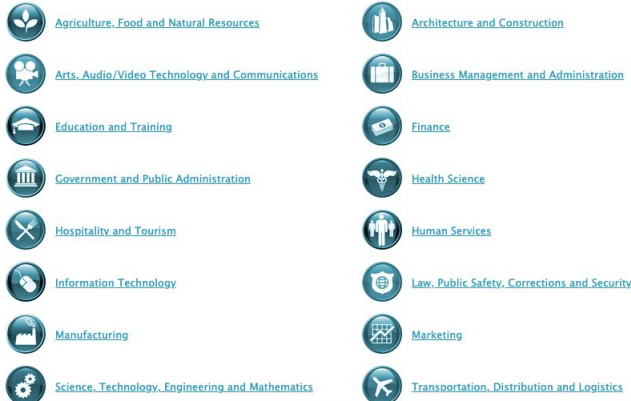 Agriculture, Food and Natural Resources
Architecture and Construction
Arts, Audio/Video Technology and Communications
Business Management and Administration
Education and Training
Finance
Government and Public Administration
Health Science
Hospitality and Tourism
Human Services
Information Technology
Law, Public Safety, Corrections and Security
Manufacturing
Marketing
Science, Technology, Engineering and Mathematics
Transportation, Distribution and Logistics